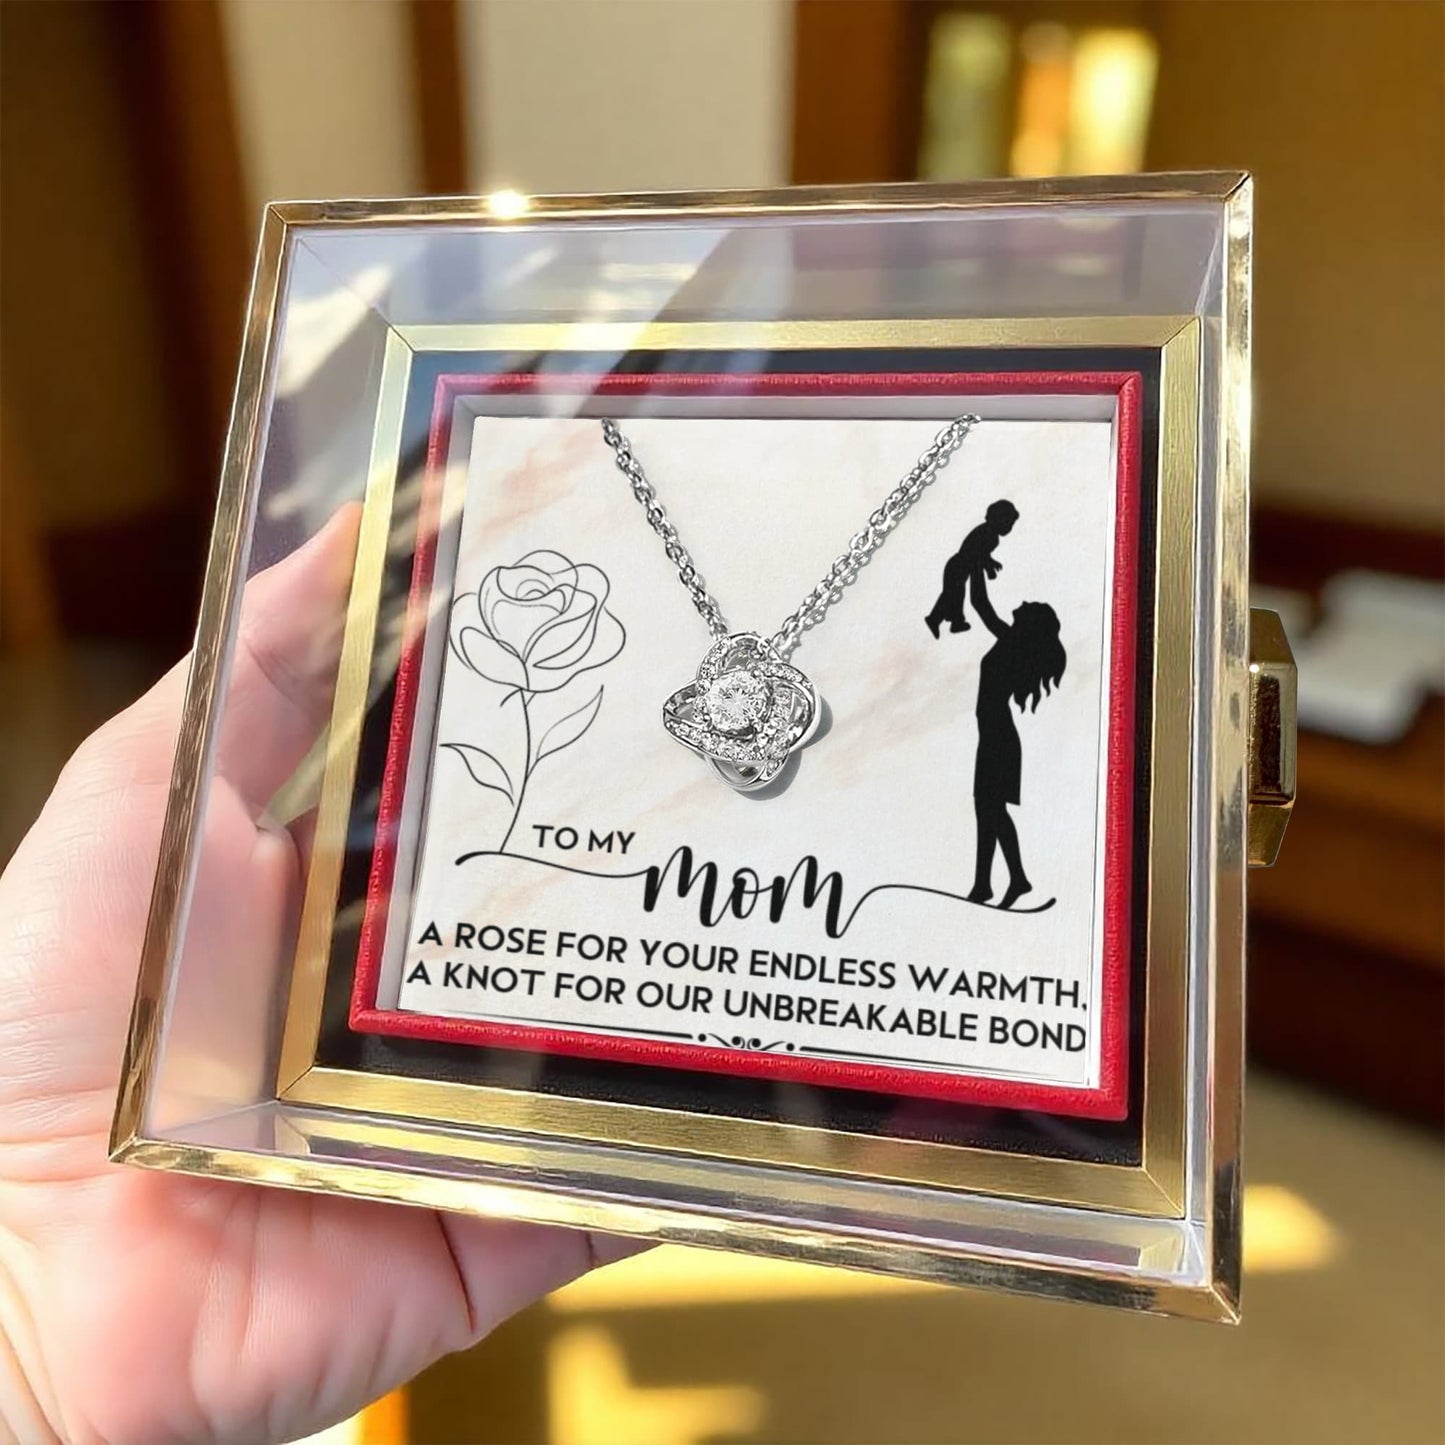 TO MY
Mom
A ROSE FOR YOUR ENDLESS WARMTH,
A KNOT FOR OUR UNBREAKABLE BOND